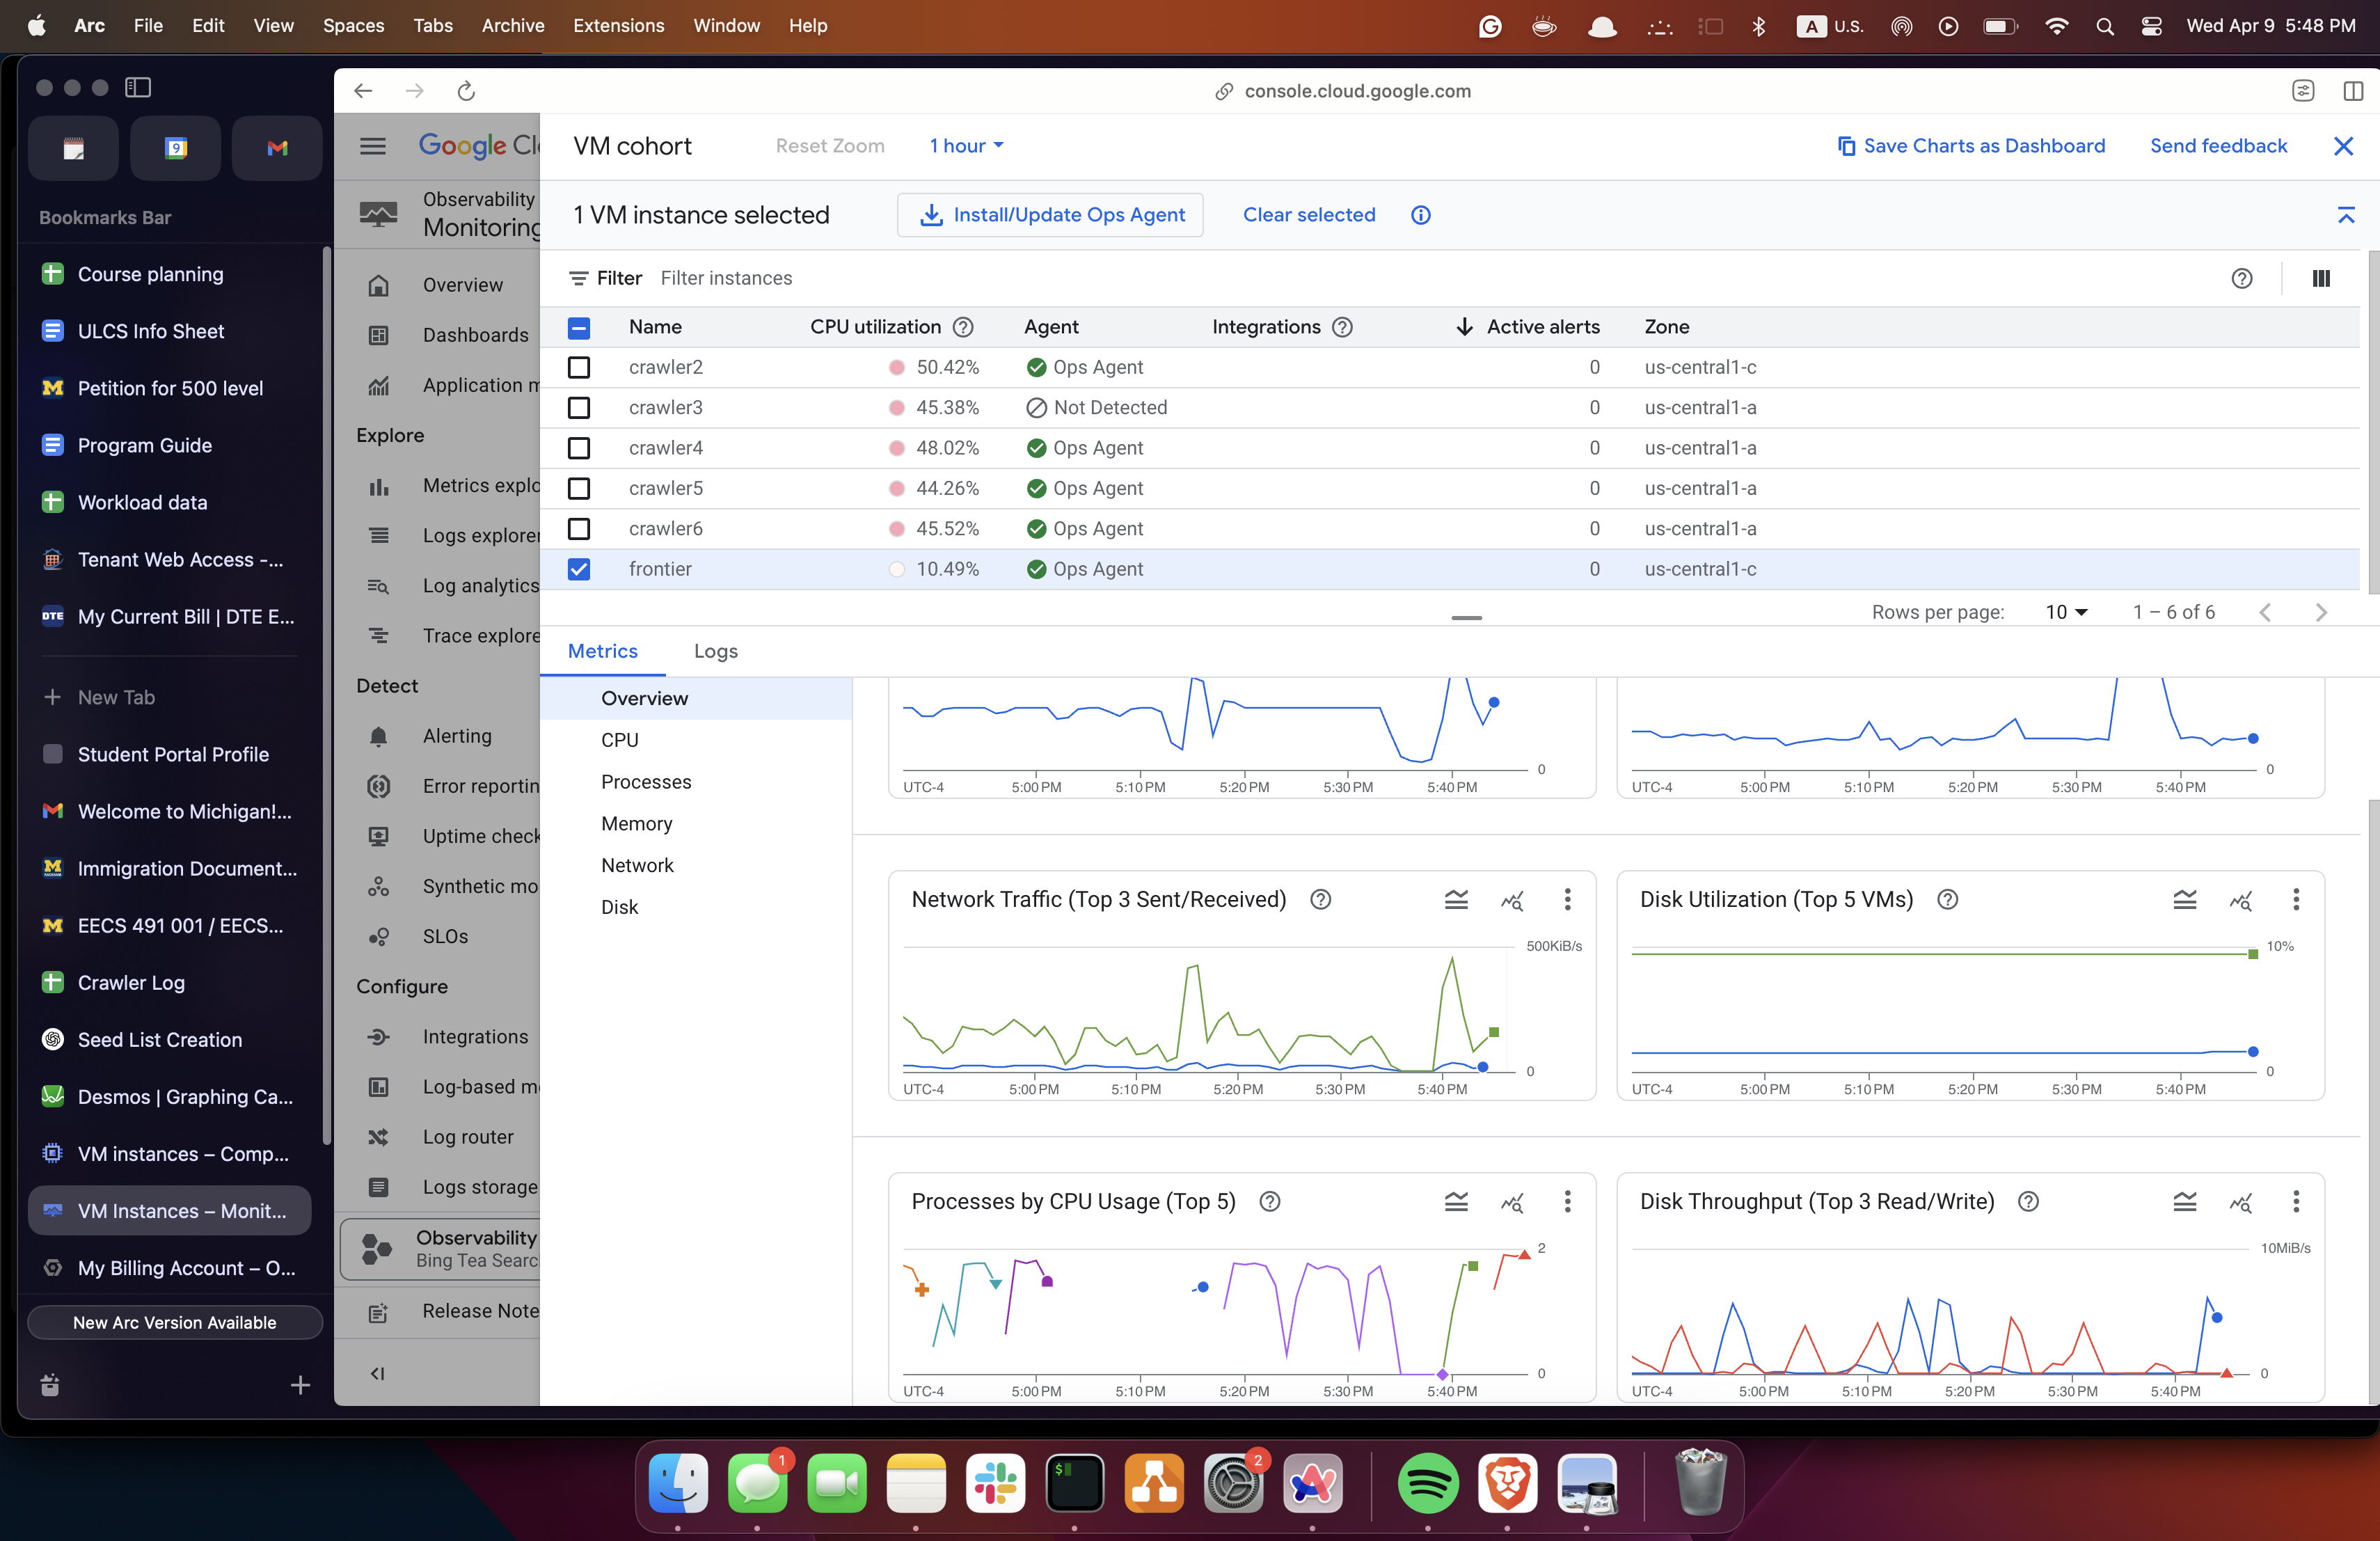 Arc File Edit View Spaces Tabs Archive Extensions Window Help
A U.S. Wed Apr 9 5:48 PM
console.cloud.google.com
9
Bookmarks Bar
Course planning
ULCS Info Sheet
Petition for 500 level
Program Guide
Workload data
Tenant Web Access -...
DTE My Current Bill | DTE E...
New Tab
Student Portal Profile
Welcome to Michigan!...
Immigration Document...
EECS 491 001 / EECS...
Crawler Log
Seed List Creation
Desmos | Graphing Ca...
VM instances – Comp...
VM Instances – Monit...
My Billing Account – O...
New Arc Version Available
Google Cl
Observability
Monitoring
Overview
Dashboards
Application m
Explore
Metrics explo
Logs explorer
Log analytics
Trace explore
Detect
Alerting
Error reportin
Uptime check
Synthetic mo
SLOs
Configure
Integrations
Log-based m
Log router
Logs storage
Observability
Bing Tea Searc
Release Note
VM cohort Reset Zoom 1 hour Save Charts as Dashboard Send feedback
1 VM instance selected Install/Update Ops Agent Clear selected
Filter Filter instances
Name CPU utilization Agent Integrations Active alerts Zone
crawler2 50.42% Ops Agent 0 us-central1-c
crawler3 45.38% Not Detected 0 us-central1-a
crawler4 48.02% Ops Agent 0 us-central1-a
crawler5 44.26% Ops Agent 0 us-central1-a
crawler6 45.52% Ops Agent 0 us-central1-a
frontier 10.49% Ops Agent 0 us-central1-c
Rows per page: 10 1 – 6 of 6
Metrics Logs
Overview
CPU
Processes
Memory
Network
Disk
0
UTC-4 5:00 PM 5:10 PM 5:20 PM 5:30 PM 5:40 PM
0
UTC-4 5:00 PM 5:10 PM 5:20 PM 5:30 PM 5:40 PM
Network Traffic (Top 3 Sent/Received)
500KiB/s
0
UTC-4 5:00 PM 5:10 PM 5:20 PM 5:30 PM 5:40 PM
Disk Utilization (Top 5 VMs)
10%
0
UTC-4 5:00 PM 5:10 PM 5:20 PM 5:30 PM 5:40 PM
Processes by CPU Usage (Top 5)
2
0
UTC-4 5:00 PM 5:10 PM 5:20 PM 5:30 PM 5:40 PM
Disk Throughput (Top 3 Read/Write)
10MiB/s
0
UTC-4 5:00 PM 5:10 PM 5:20 PM 5:30 PM 5:40 PM
1
$
2